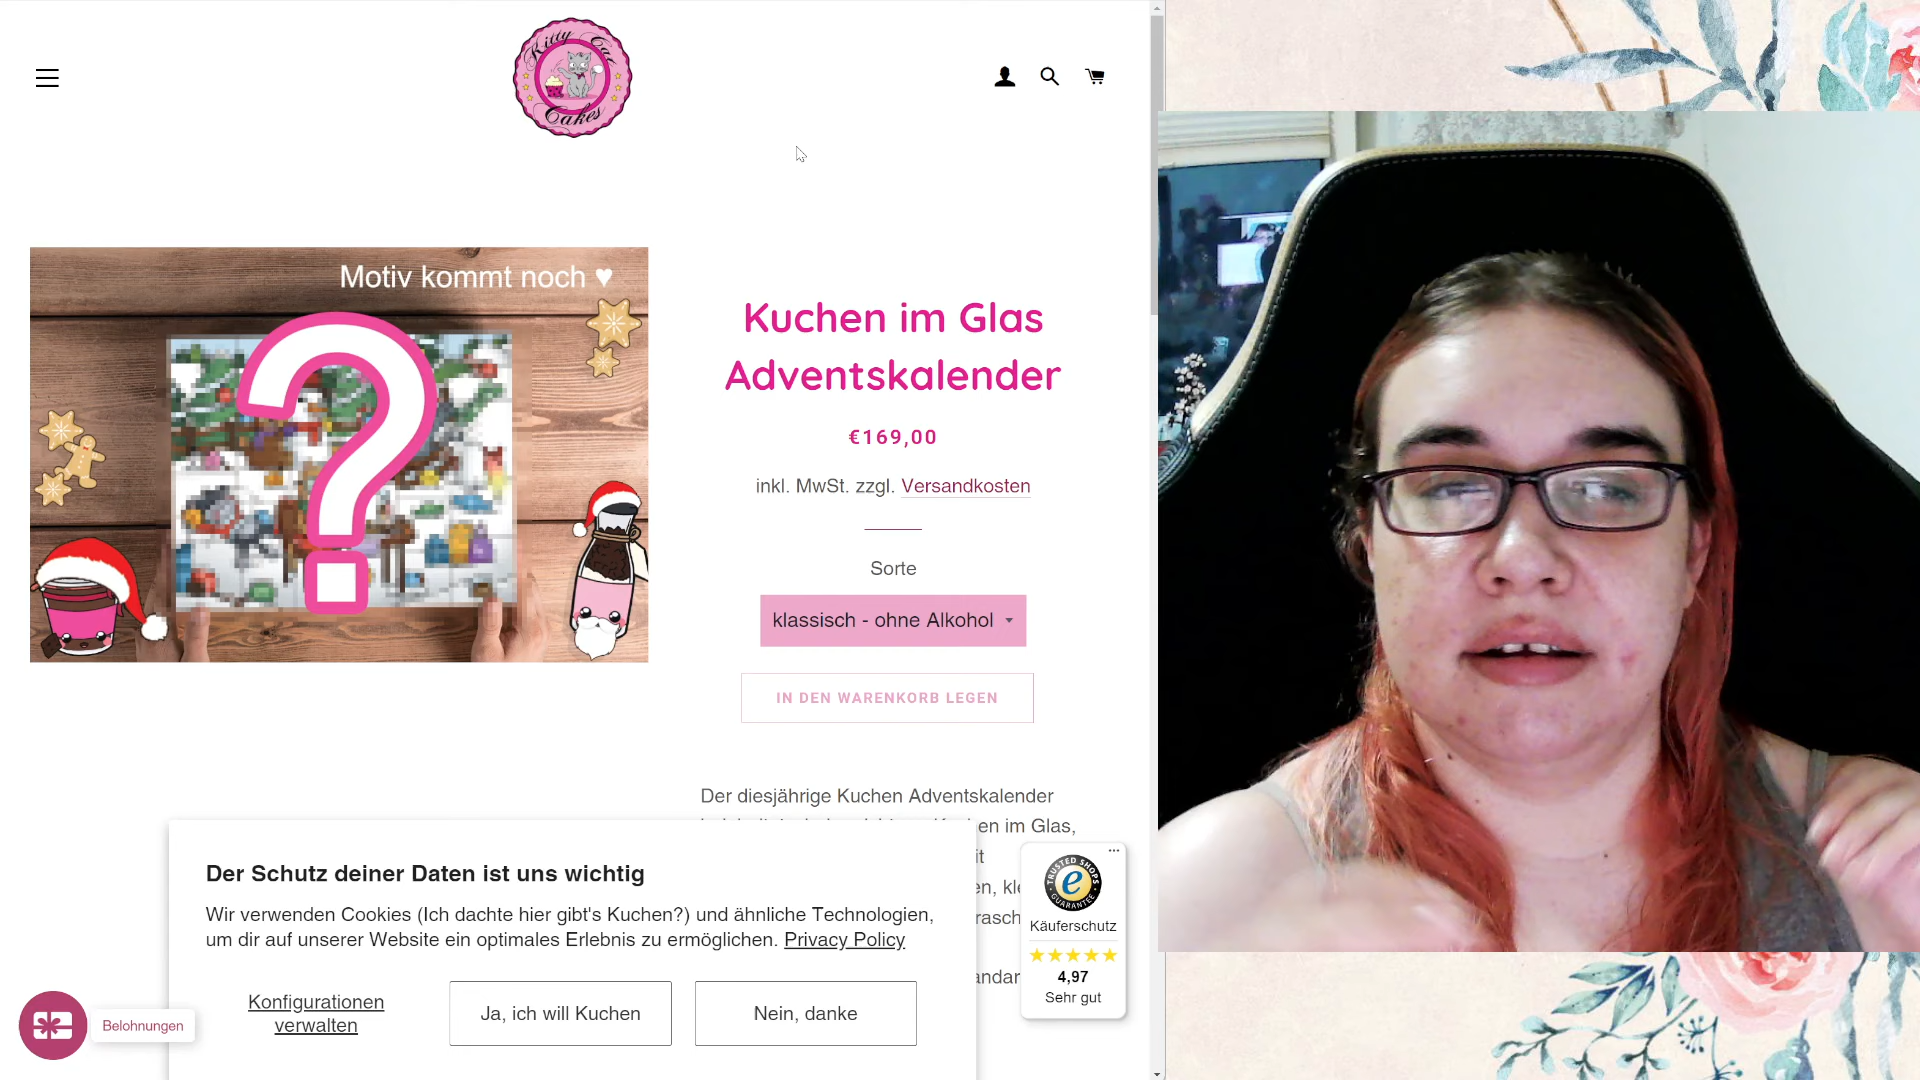 Kitty Cat
Cakes
Motiv kommt noch ♥
?
Kuchen im Glas
Adventskalender
€169,00
inkl. MwSt. zzgl. Versandkosten
Sorte
klassisch - ohne Alkohol
IN DEN WARENKORB LEGEN
Der diesjährige Kuchen Adventskalender
en im Glas,
Der Schutz deiner Daten ist uns wichtig
Wir verwenden Cookies (Ich dachte hier gibt's Kuchen?) und ähnliche Technologien,
um dir auf unserer Website ein optimales Erlebnis zu ermöglichen. Privacy Policy
Konfigurationen
verwalten
Ja, ich will Kuchen
Nein, danke
TRUSTED SHOPS
e
GUARANTEE
Käuferschutz
4,97
Sehr gut
Belohnungen